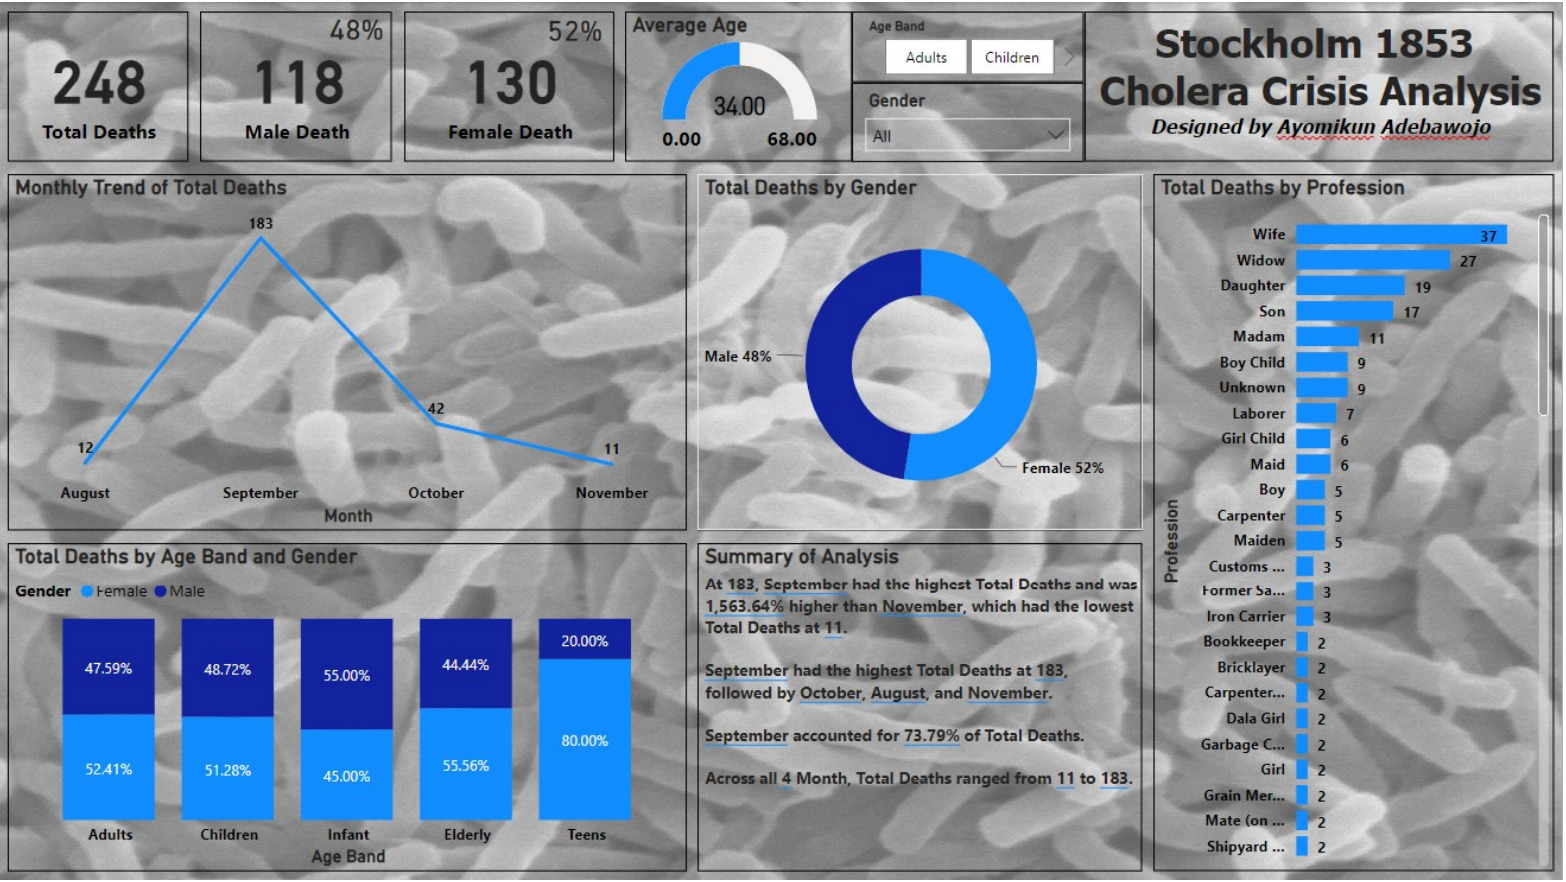 248
Total Deaths
48%
118
Male Death
52%
130
Female Death
Average Age
34.00
0.00 68.00
Age Band
Adults Children
Gender
All
Stockholm 1853
Cholera Crisis Analysis
Designed by Ayomikun Adebawojo
Monthly Trend of Total Deaths
183
42
12
11
August September October November
Month
Total Deaths by Gender
Male 48%
Female 52%
Total Deaths by Profession
Profession
Wife 37
Widow 27
Daughter 19
Son 17
Madam 11
Boy Child 9
Unknown 9
Laborer 7
Girl Child 6
Maid 6
Boy 5
Carpenter 5
Maiden 5
Customs ... 3
Former Sa... 3
Iron Carrier 3
Bookkeeper 2
Bricklayer 2
Carpenter... 2
Dala Girl 2
Garbage C... 2
Girl 2
Grain Mer... 2
Mate (on ... 2
Shipyard ... 2
Total Deaths by Age Band and Gender
Gender Female Male
47.59% 48.72% 55.00% 44.44% 20.00%
52.41% 51.28% 45.00% 55.56% 80.00%
Adults Children Infant Elderly Teens
Age Band
Summary of Analysis
At 183, September had the highest Total Deaths and was
1,563.64% higher than November, which had the lowest
Total Deaths at 11.
September had the highest Total Deaths at 183,
followed by October, August, and November.
September accounted for 73.79% of Total Deaths.
Across all 4 Month, Total Deaths ranged from 11 to 183.